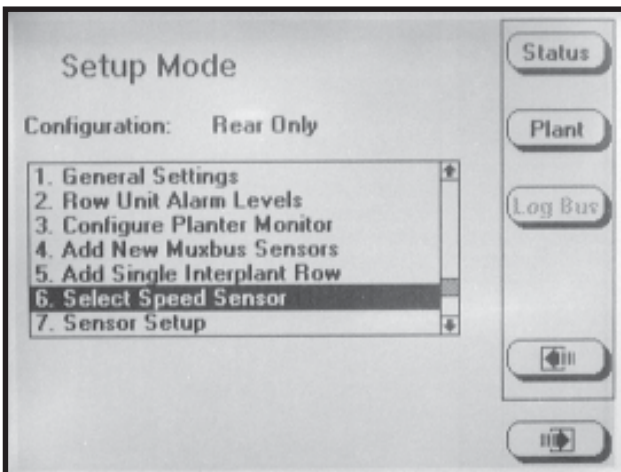 Setup Mode
Configuration: Rear Only
1. General Settings
2. Row Unit Alarm Levels
3. Configure Planter Monitor
4. Add New Muxbus Sensors
5. Add Single Interplant Row
6. Select Speed Sensor
7. Sensor Setup
Status
Plant
Log Bus